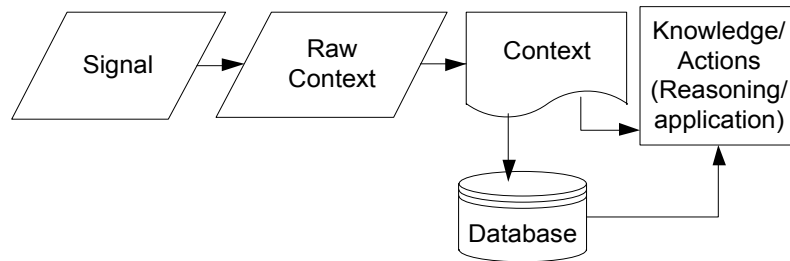 Signal
Raw
Context
Context
Knowledge/
Actions
(Reasoning/
application)
Database